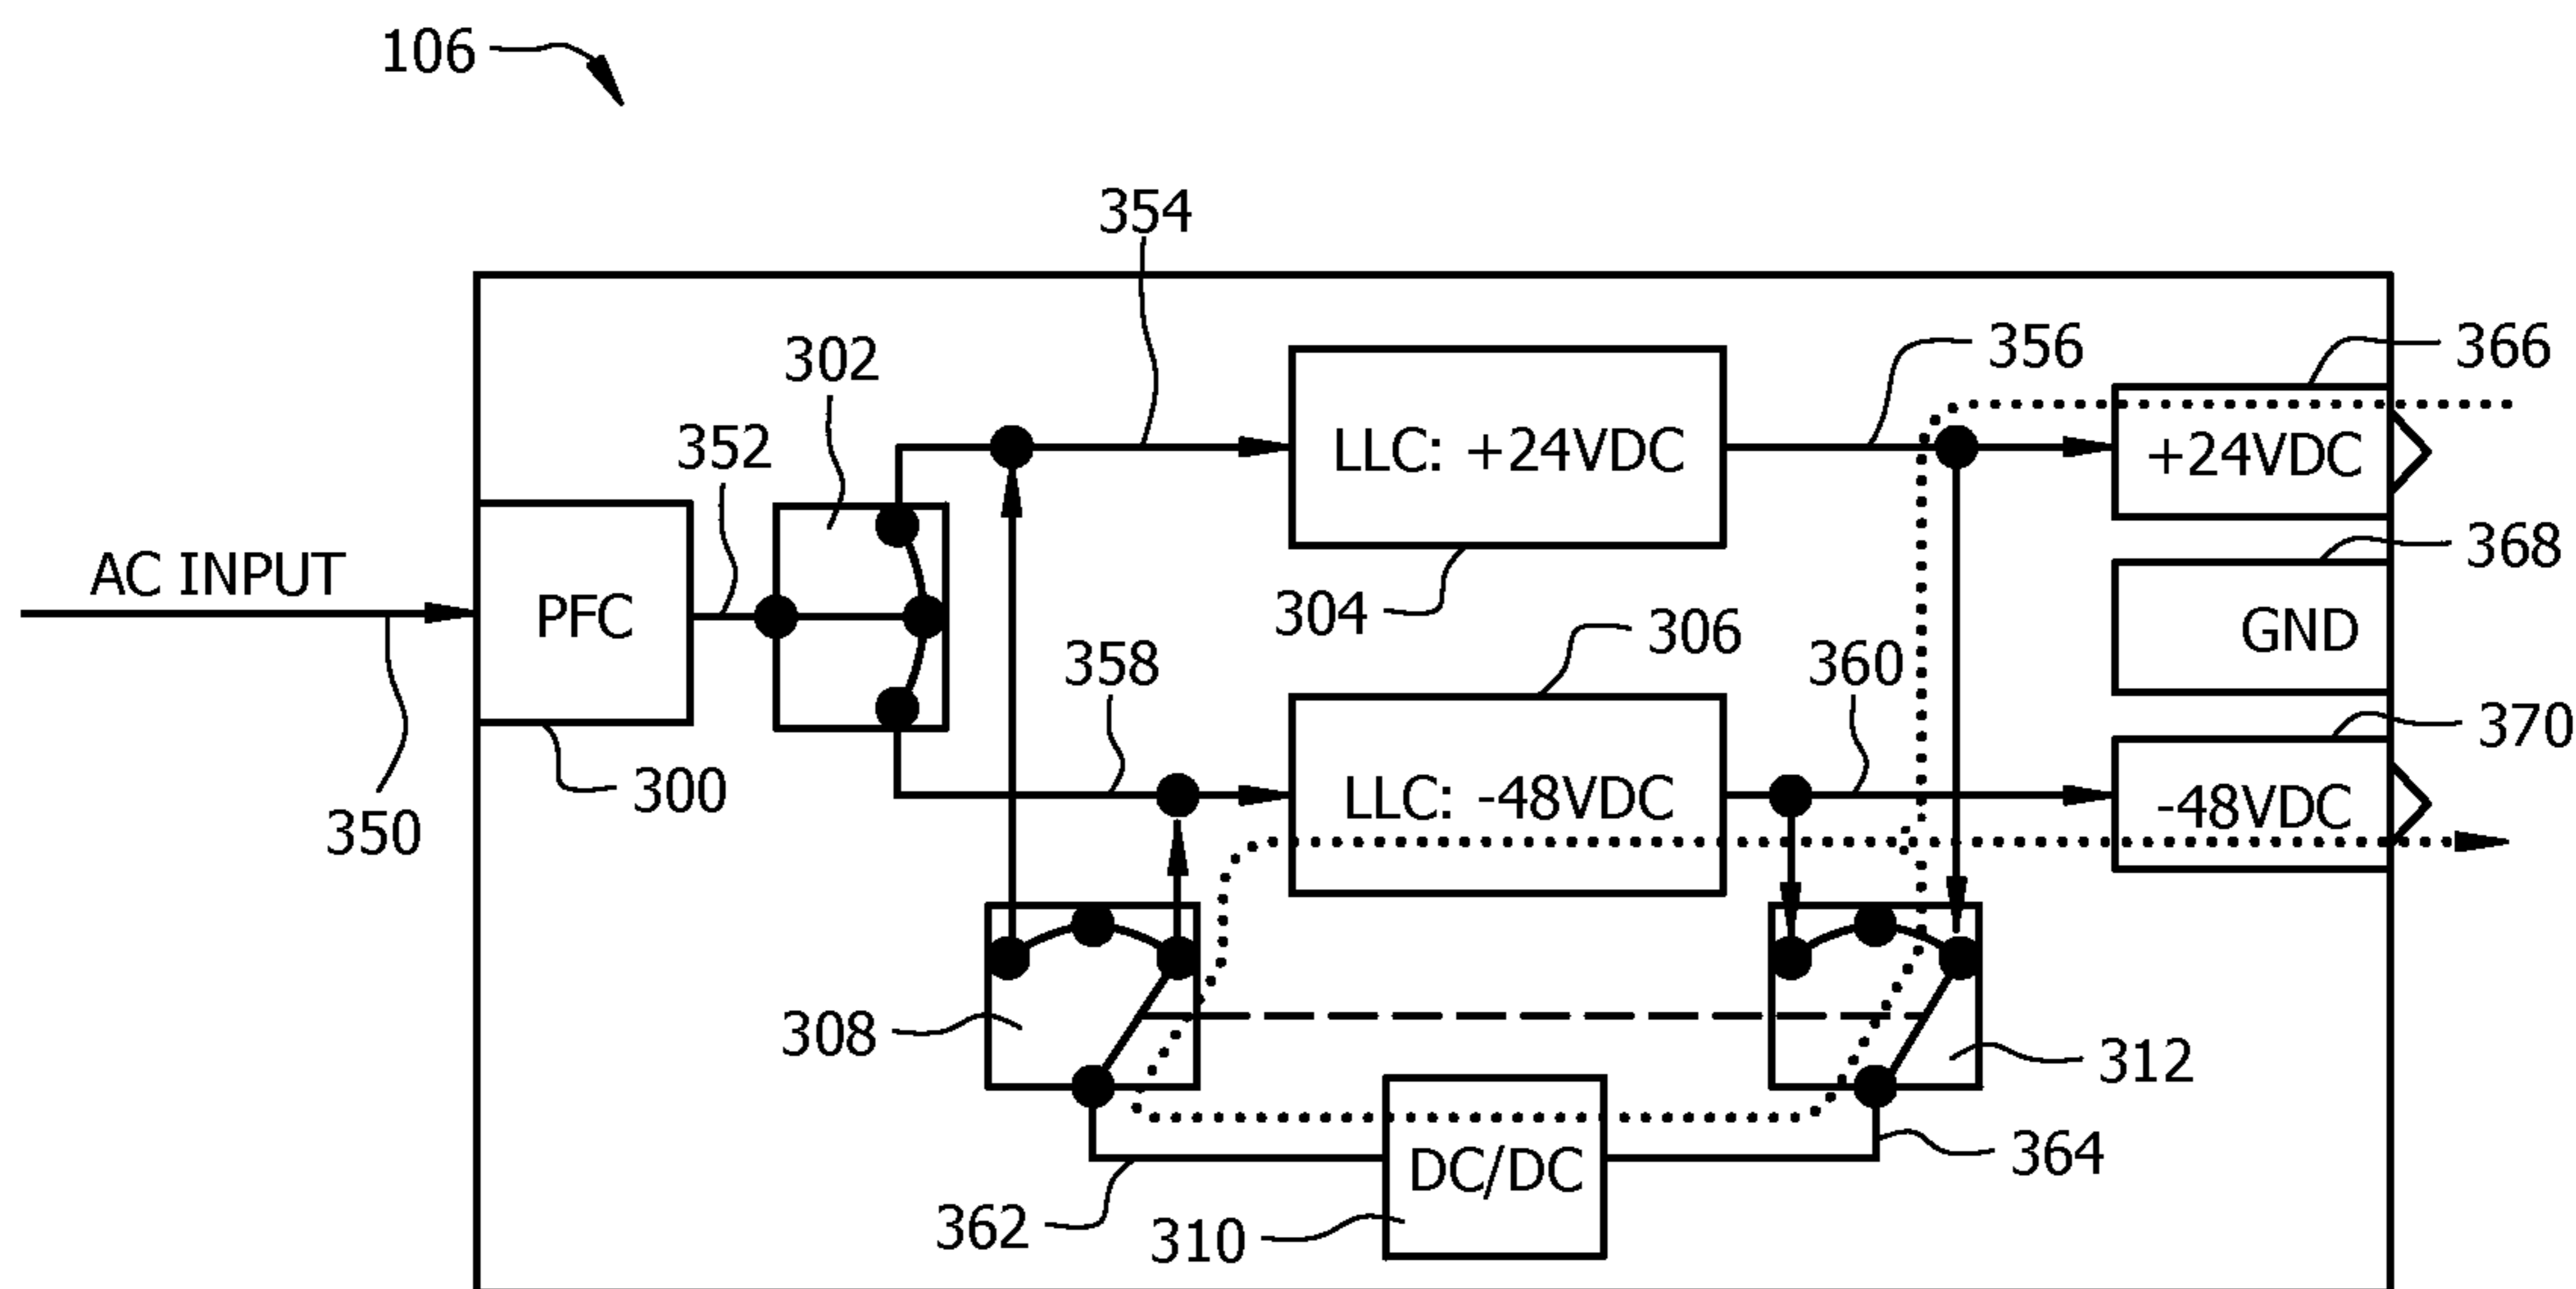 106
354
302
356
366
352
LLC: +24VDC
+24VDC
368
AC INPUT
PFC
304
306
GND
358
360
370
300
350
LLC: -48VDC
-48VDC
308
312
362
310
DC/DC
364